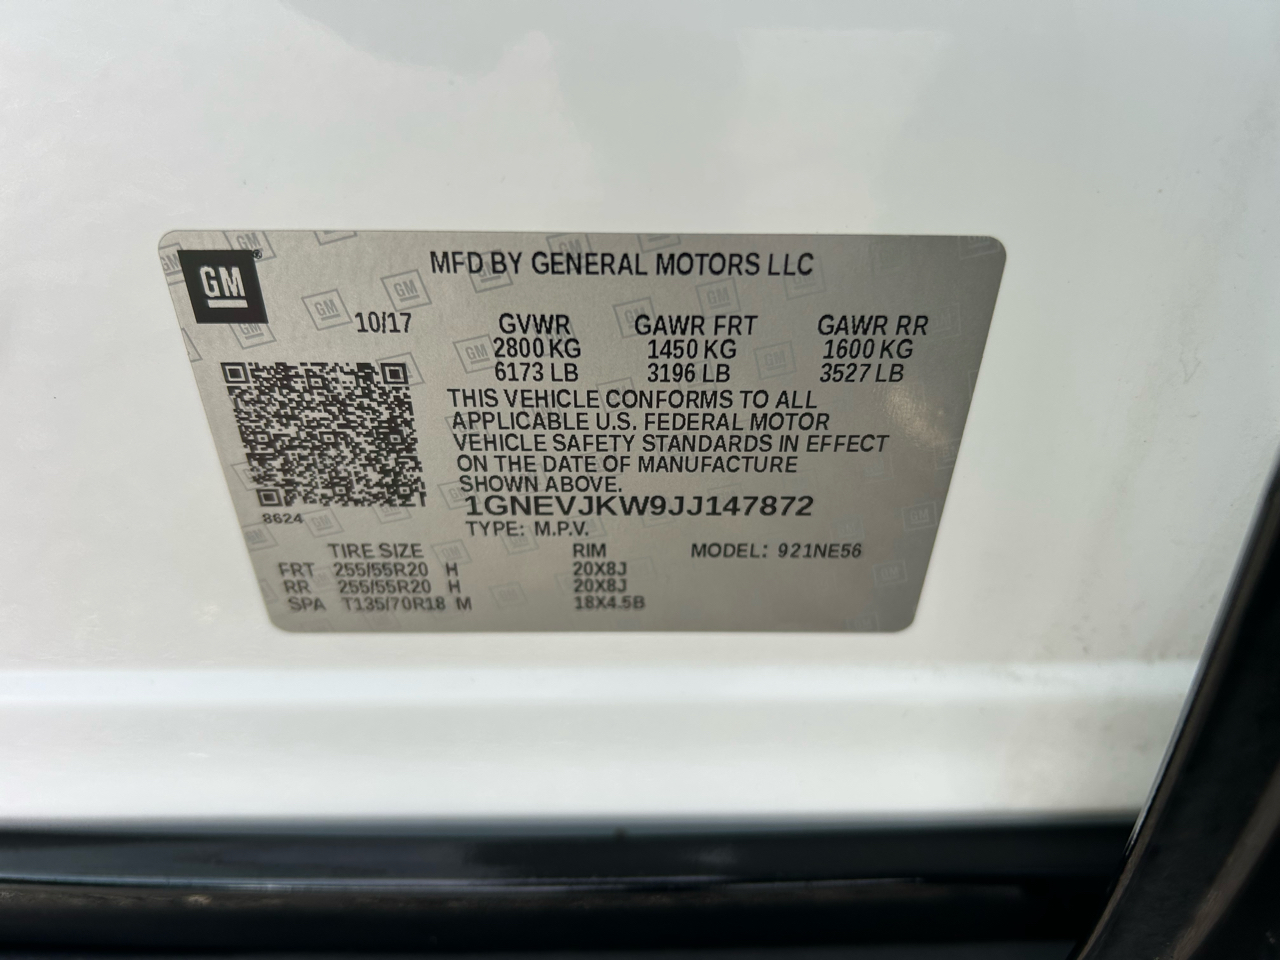 GM
MFD BY GENERAL MOTORS LLC
10/17 GVWR GAWR FRT GAWR RR
2800 KG 1450 KG 1600 KG
6173 LB 3196 LB 3527 LB
THIS VEHICLE CONFORMS TO ALL
APPLICABLE U.S. FEDERAL MOTOR
VEHICLE SAFETY STANDARDS IN EFFECT
ON THE DATE OF MANUFACTURE
SHOWN ABOVE.
1GNEVJKW9JJ147872
8624
TYPE: M.P.V.
TIRE SIZE RIM MODEL: 921NE56
FRT 255/55R20 H 20X8J
RR 255/55R20 H 20X8J
SPA T135/70R18 M 18X4.5B